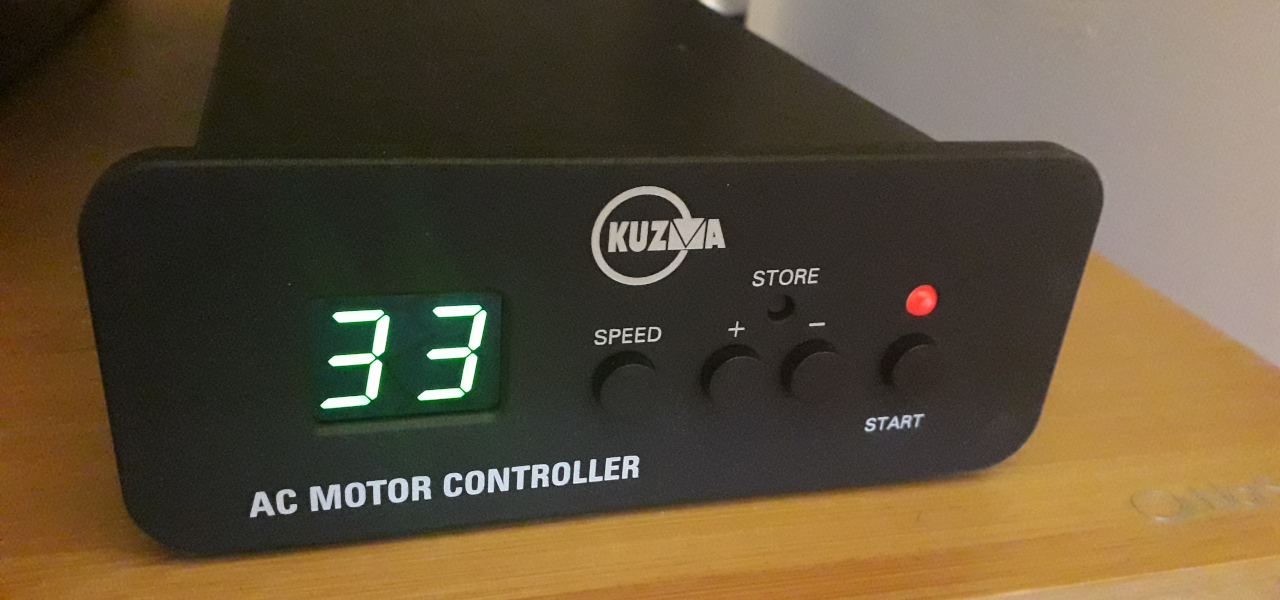 KUZMA
STORE
SPEED
+ −
33
START
AC MOTOR CONTROLLER